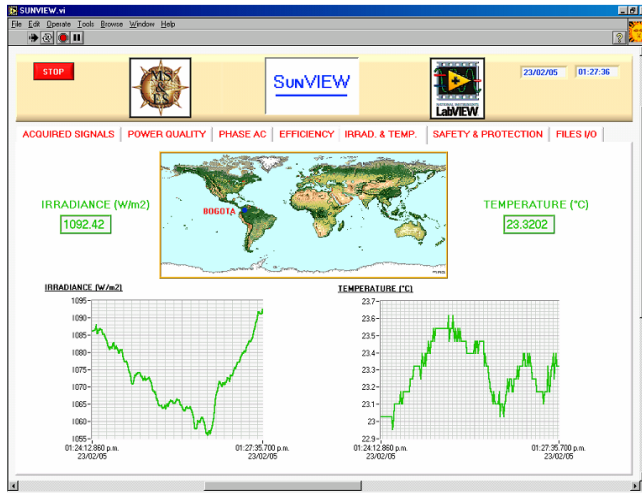 SUNVIEW.vi
File Edit Operate Tools Browse Window Help
STOP
MS
&
ES
SUNVIEW
NATIONAL INSTRUMENTS
LabVIEW
23/02/05 01:27:36
ACQUIRED SIGNALS POWER QUALITY PHASE AC EFFICIENCY IRRAD. & TEMP. SAFETY & PROTECTION FILES I/O
IRRADIANCE (W/m2)
1092.42
BOGOTA
TEMPERATURE (°C)
23.3202
IRRADIANCE (W/m2)
1095
1090
1085
1080
1075
1070
1065
1060
1055
01:24:12.860 p.m.
23/02/05
01:27:35.700 p.m.
23/02/05
TEMPERATURE (°C)
23.7
23.6
23.5
23.4
23.3
23.2
23.1
23
22.9
01:24:12.860 p.m.
23/02/05
01:27:35.700 p.m.
23/02/05